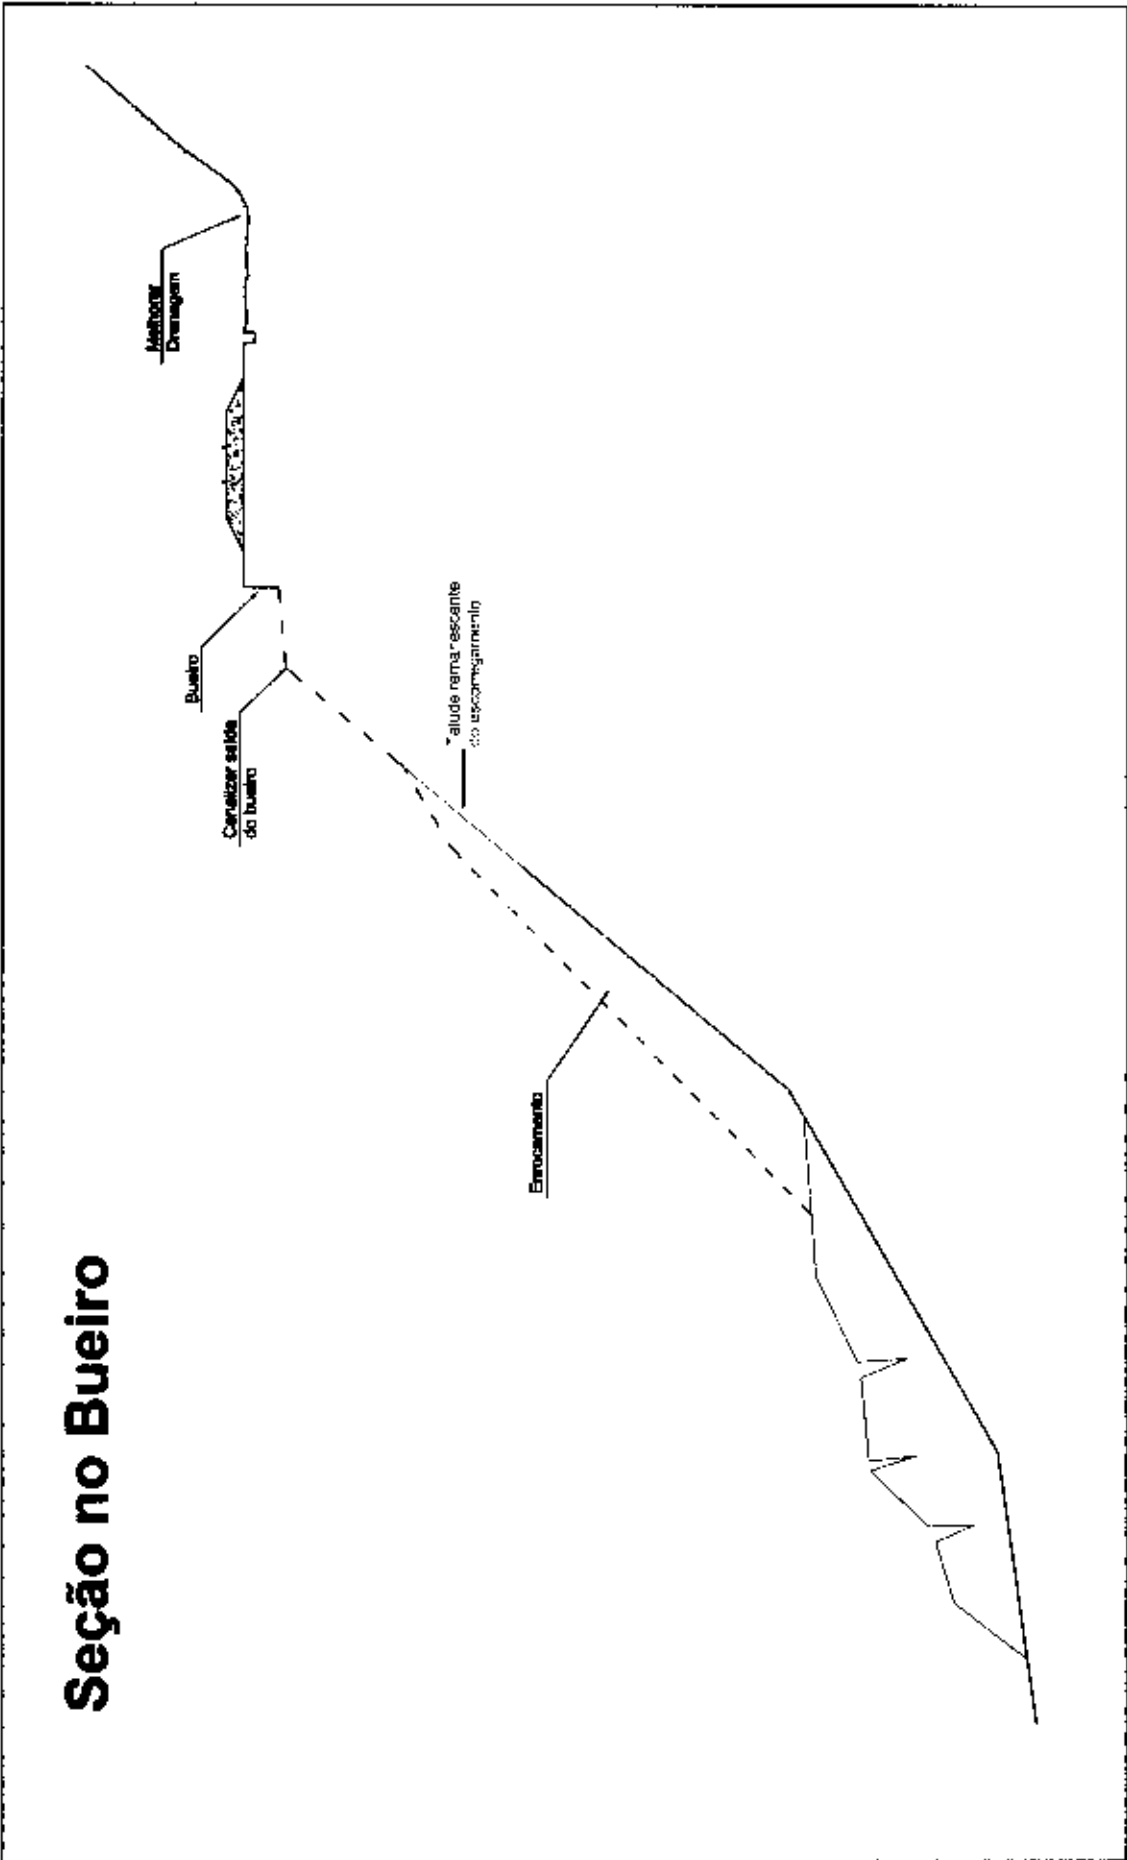 Seção no Bueiro
Enrocamento
Canalizar saída
do bueiro
Bueiro
Talude remanescente
do escorregamento
Melhorar
Drenagem